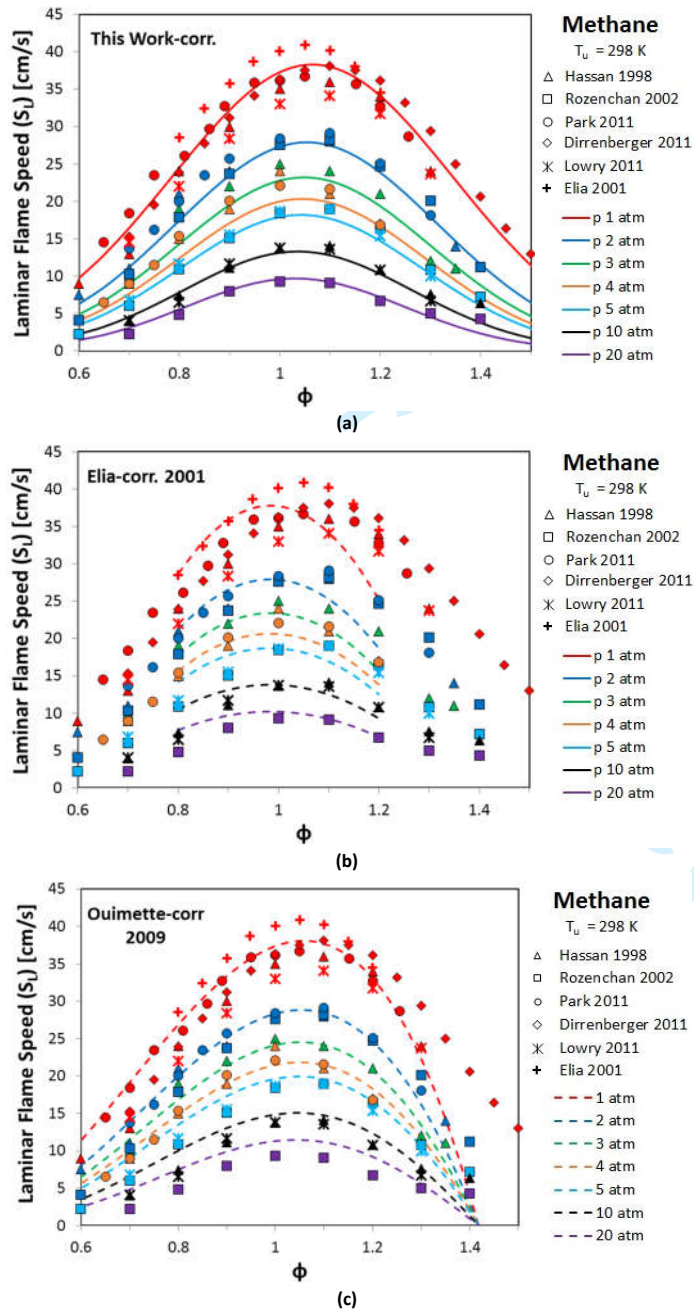 This Work-corr.
Laminar Flame Speed (S_L) [cm/s]
45
40
35
30
25
20
15
10
5
0
0.6 0.8 1 1.2 1.4
ϕ
Methane
T_u = 298 K
Hassan 1998
Rozenchan 2002
Park 2011
Dirrenberger 2011
Lowry 2011
Elia 2001
p 1 atm
p 2 atm
p 3 atm
p 4 atm
p 5 atm
p 10 atm
p 20 atm
(a)
Elia-corr. 2001
Laminar Flame Speed (S_L) [cm/s]
45
40
35
30
25
20
15
10
5
0
0.6 0.8 1 1.2 1.4
ϕ
Methane
T_u = 298 K
Hassan 1998
Rozenchan 2002
Park 2011
Dirrenberger 2011
Lowry 2011
Elia 2001
p 1 atm
p 2 atm
p 3 atm
p 4 atm
p 5 atm
p 10 atm
p 20 atm
(b)
Ouimette-corr
2009
Laminar Flame Speed (S_L) [cm/s]
45
40
35
30
25
20
15
10
5
0
0.6 0.8 1 1.2 1.4
ϕ
Methane
T_u = 298 K
Hassan 1998
Rozenchan 2002
Park 2011
Dirrenberger 2011
Lowry 2011
Elia 2001
1 atm
2 atm
3 atm
4 atm
5 atm
10 atm
20 atm
(c)